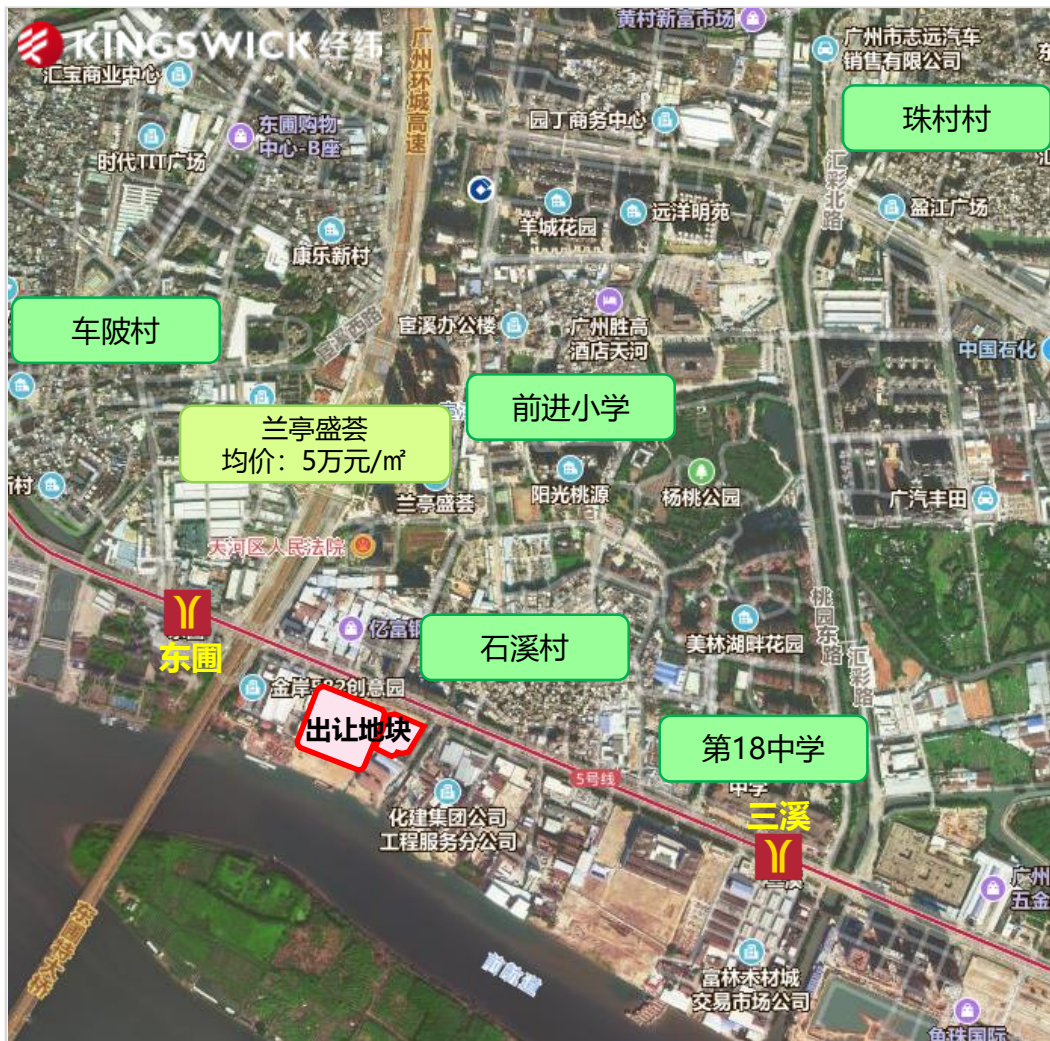 KINGSWICK 经纬
黄村新富市场
广州市志远汽车
销售有限公司
汇宝商业中心
广州环城高速
珠村村
园丁商务中心
东圃购物
中心-B座
时代TIT广场
汇彩北路
羊城花园
远洋明苑
盈江广场
康乐新村
车陂村
宦溪办公楼
广州胜高
酒店天河
中国石化
前进小学
兰亭盛荟
均价：5万元/㎡
新村
兰亭盛荟
阳光桃源
杨桃公园
广汽丰田
天河区人民法院
东圃
亿富
石溪村
美林湖畔花园
桃园东路
汇彩路
金岸582创意园
出让地块
第18中学
中学
5号线
化建集团公司
工程服务分公司
三溪
广州
五金
东圃特大桥
前航道
富林木材城
交易市场公司
鱼珠国际